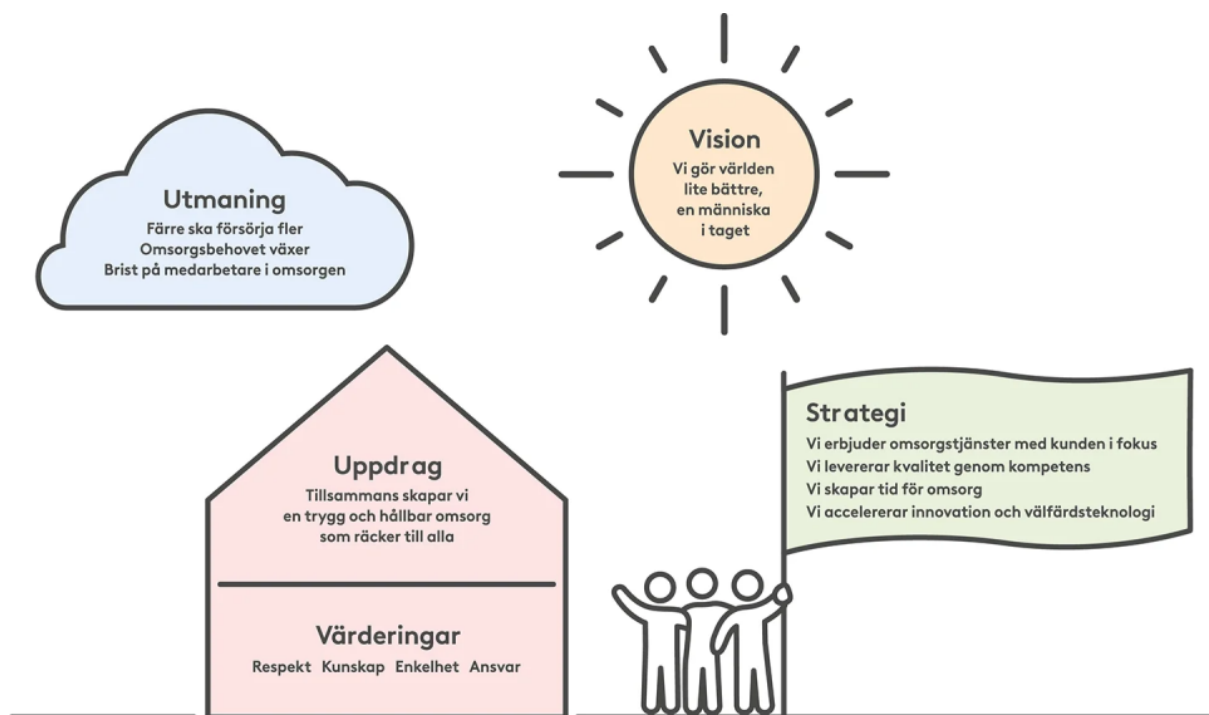 Utmaning
Färre ska försörja fler
Omsorgsbehovet växer
Brist på medarbetare i omsorgen
Vision
Vi gör världen
lite bättre,
en människa
i taget
Uppdrag
Tillsammans skapar vi
en trygg och hållbar omsorg
som räcker till alla
Värderingar
Respekt Kunskap Enkelhet Ansvar
Strategi
Vi erbjuder omsorgstjänster med kunden i fokus
Vi levererar kvalitet genom kompetens
Vi skapar tid för omsorg
Vi accelererar innovation och välfärdsteknologi